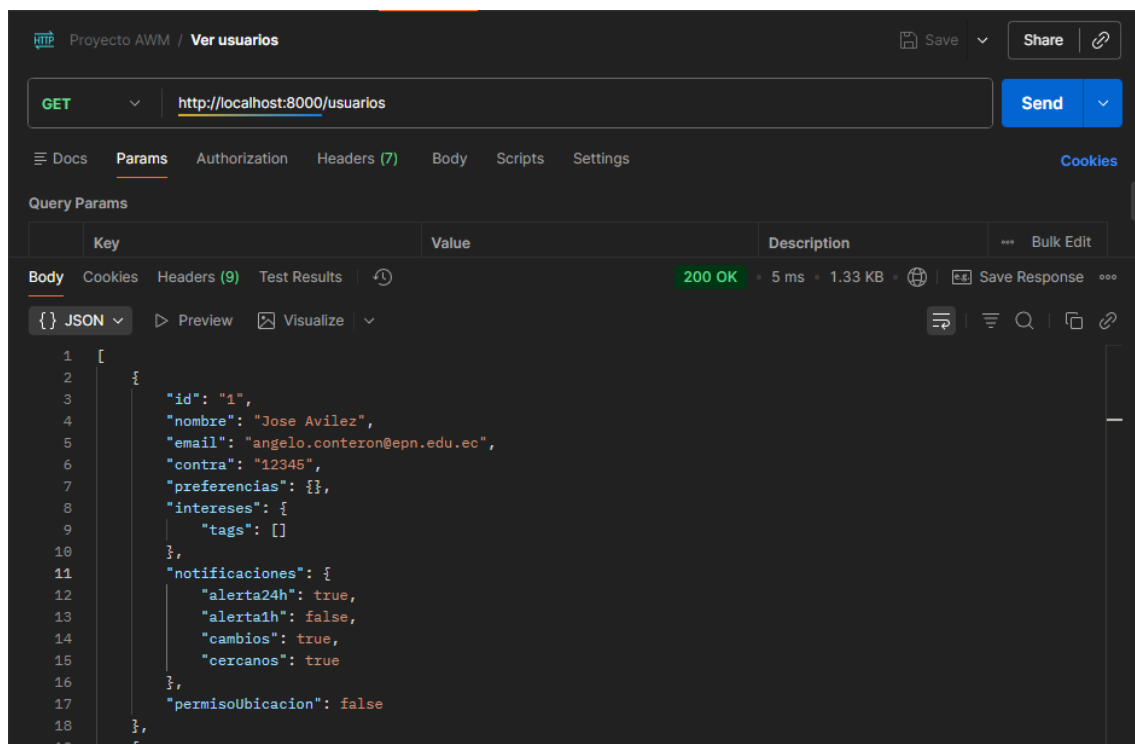 HTTP Proyecto AWM / Ver usuarios Save Share
GET http://localhost:8000/usuarios Send
Docs Params Authorization Headers (7) Body Scripts Settings Cookies
Query Params
Key Value Description ••• Bulk Edit
Body Cookies Headers (9) Test Results 200 OK • 5 ms • 1.33 KB • e.g. Save Response •••
{} JSON Preview Visualize
1 [
2 {
3 "id": "1",
4 "nombre": "Jose Avilez",
5 "email": "angelo.conteron@epn.edu.ec",
6 "contra": "12345",
7 "preferencias": {},
8 "intereses": {
9 "tags": []
10 },
11 "notificaciones": {
12 "alerta24h": true,
13 "alerta1h": false,
14 "cambios": true,
15 "cercanos": true
16 },
17 "permisoUbicacion": false
18 },